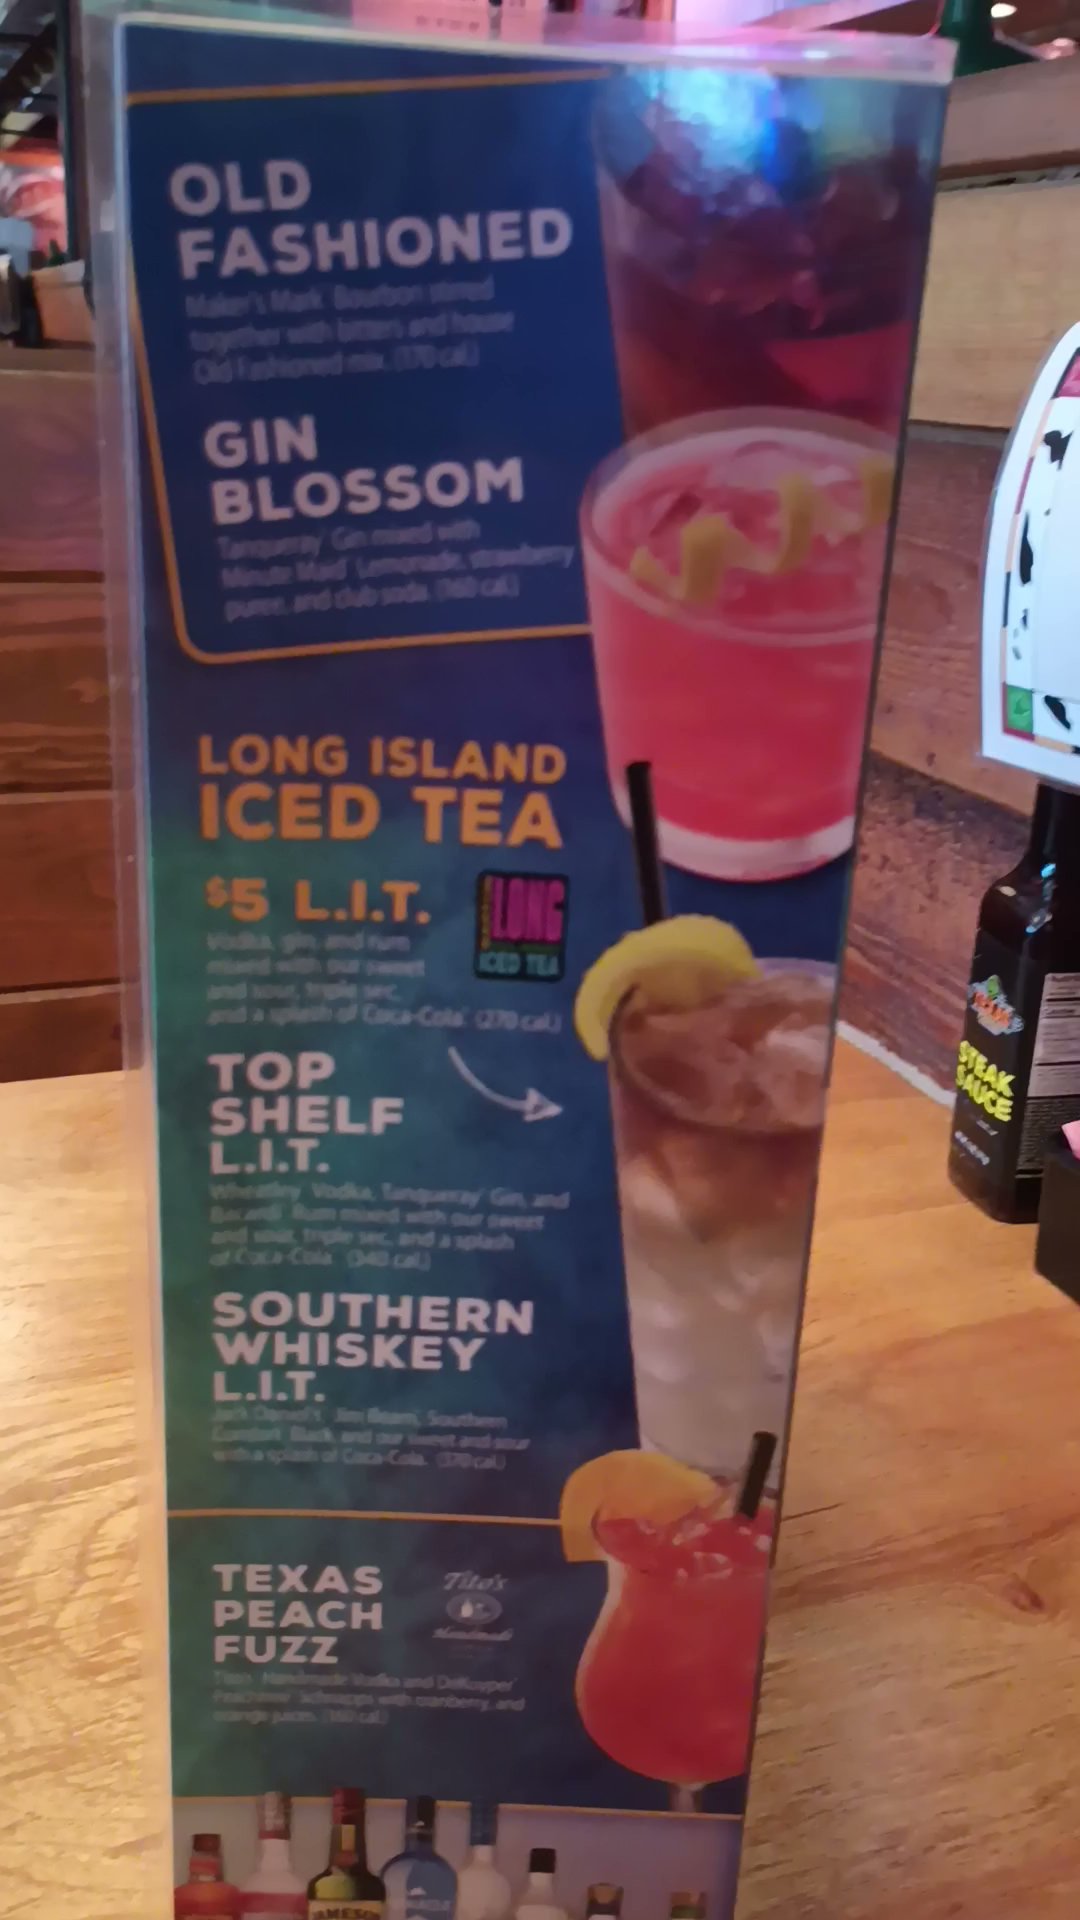 OLD
FASHIONED
Maker's Mark Bourbon stirred
together with bitters and house
Old Fashioned mix. (170 cal.)
GIN
BLOSSOM
Tanqueray Gin mixed with
Minute Maid Lemonade, strawberry
puree, and club soda. (160 cal.)
LONG ISLAND
ICED TEA
$5 L.I.T.
LONG
ICED TEA
Vodka, gin, and rum
mixed with our sweet
and sour, triple sec,
and a splash of Coca-Cola. (270 cal.)
TOP
SHELF
L.I.T.
Wheatley Vodka, Tanqueray Gin, and
Bacardi Rum mixed with our sweet
and sour, triple sec, and a splash
of Coca-Cola. (340 cal.)
SOUTHERN
WHISKEY
L.I.T.
Jack Daniel's, Jim Beam, Southern
Comfort Black, and our sweet and sour
with a splash of Coca-Cola. (370 cal.)
TEXAS
PEACH
FUZZ
Tito's
Handmade
Tito's Handmade Vodka and DeKuyper
Peachtree Schnapps with cranberry, and
orange juices. (160 cal.)
JAMESON
STEAK
SAUCE